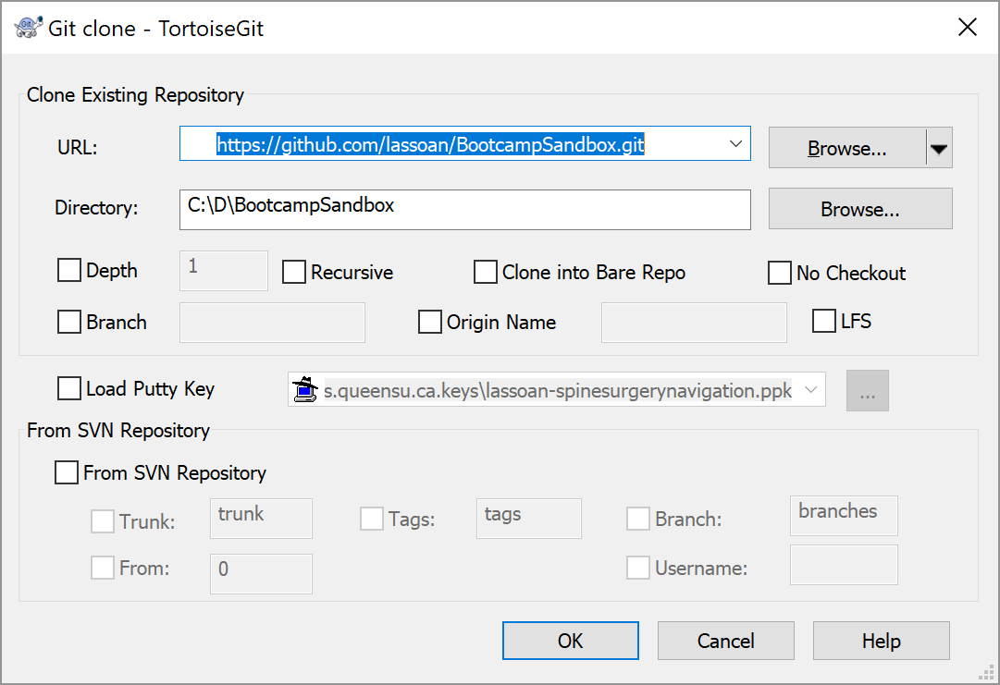 Git clone - TortoiseGit
Clone Existing Repository
URL: https://github.com/lassoan/BootcampSandbox.git Browse...
Directory: C:\D\BootcampSandbox Browse...
Depth 1 Recursive Clone into Bare Repo No Checkout
Branch Origin Name LFS
Load Putty Key s.queensu.ca.keys\lassoan-spinesurgerynavigation.ppk ...
From SVN Repository
From SVN Repository
Trunk: trunk Tags: tags Branch: branches
From: 0 Username:
OK Cancel Help